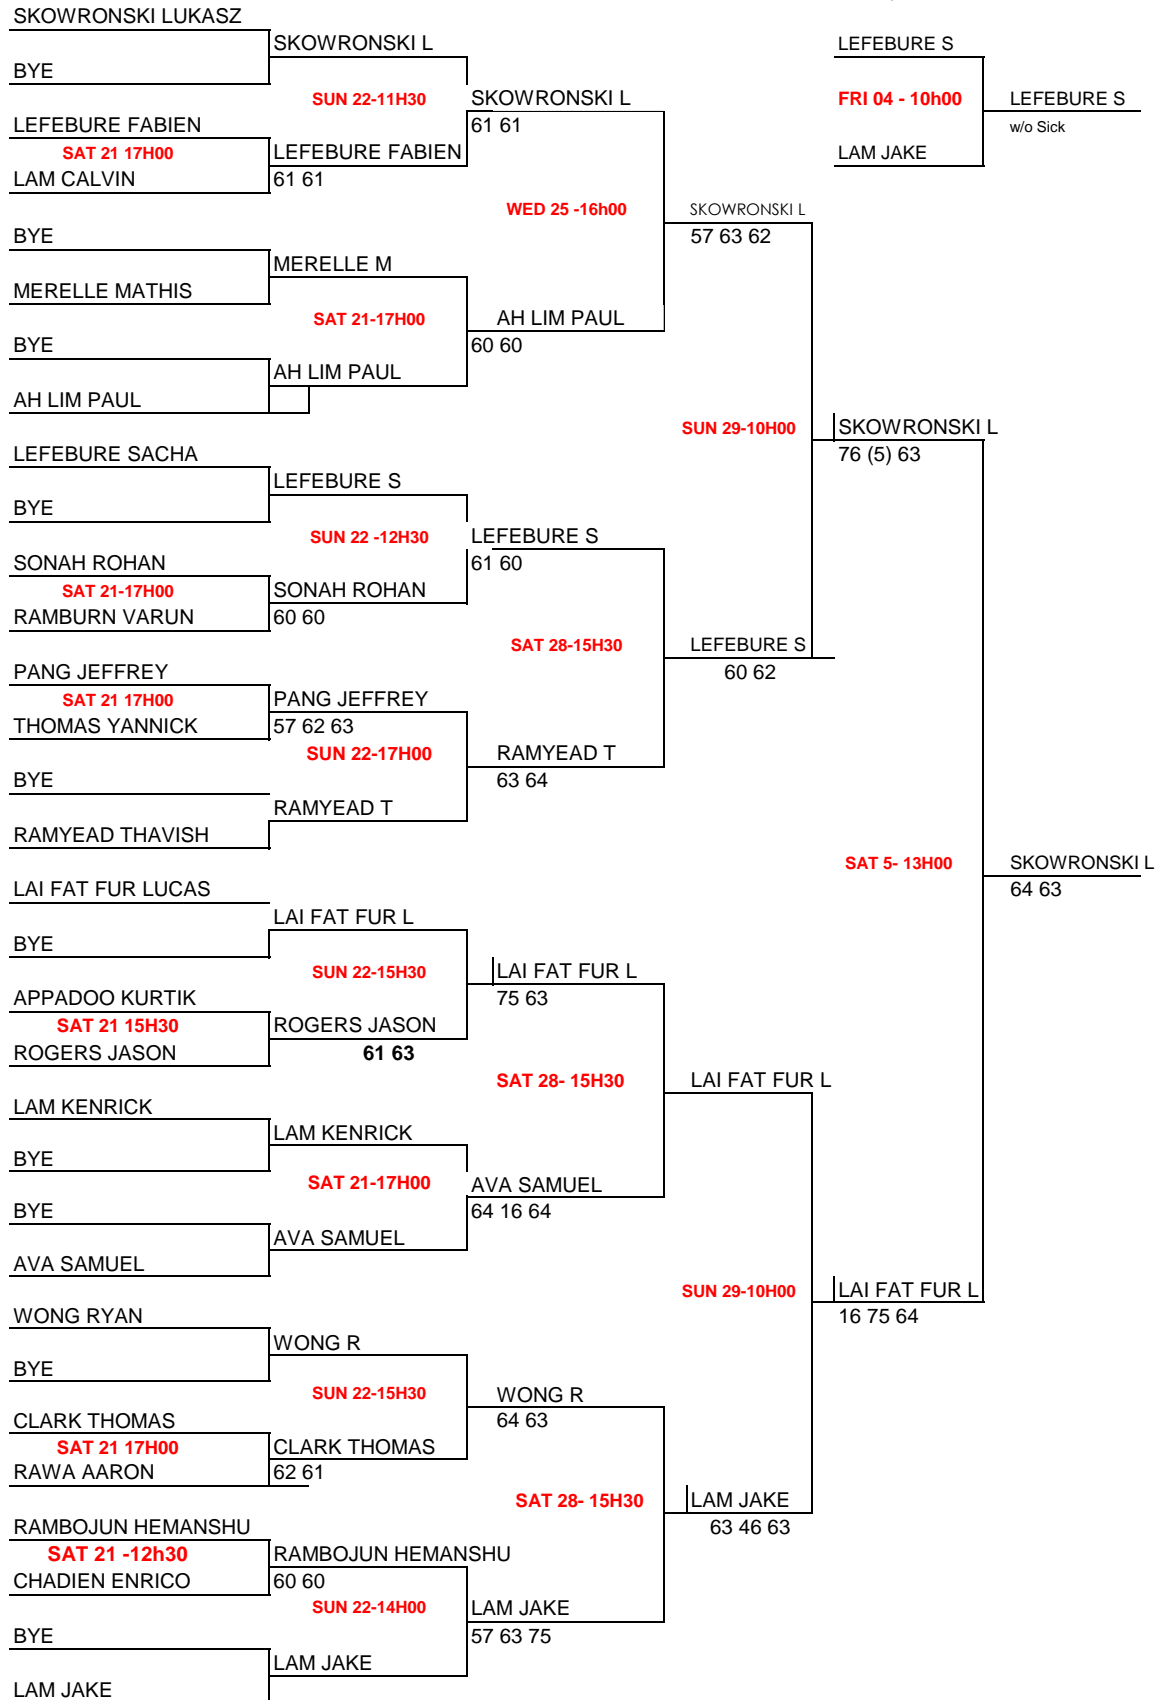 SKOWRONSKI LUKASZ
SKOWRONSKI L
LEFEBURE S
BYE
SUN 22-11H30
SKOWRONSKI L
FRI 04 - 10h00
LEFEBURE S
LEFEBURE FABIEN
61 61
w/o Sick
SAT 21 17H00
LEFEBURE FABIEN
LAM JAKE
LAM CALVIN
61 61
WED 25 -16h00
SKOWRONSKI L
BYE
57 63 62
MERELLE M
MERELLE MATHIS
SAT 21-17H00
AH LIM PAUL
BYE
60 60
AH LIM PAUL
AH LIM PAUL
SUN 29-10H00
SKOWRONSKI L
LEFEBURE SACHA
76 (5) 63
LEFEBURE S
BYE
SUN 22 -12H30
LEFEBURE S
SONAH ROHAN
61 60
SAT 21-17H00
SONAH ROHAN
RAMBURN VARUN
60 60
SAT 28-15H30
LEFEBURE S
PANG JEFFREY
60 62
SAT 21 17H00
PANG JEFFREY
THOMAS YANNICK
57 62 63
SUN 22-17H00
RAMYEAD T
BYE
63 64
RAMYEAD T
RAMYEAD THAVISH
SAT 5- 13H00
SKOWRONSKI L
LAI FAT FUR LUCAS
64 63
LAI FAT FUR L
BYE
SUN 22-15H30
LAI FAT FUR L
APPADOO KURTIK
75 63
SAT 21 15H30
ROGERS JASON
ROGERS JASON
61 63
SAT 28- 15H30
LAI FAT FUR L
LAM KENRICK
LAM KENRICK
BYE
SAT 21-17H00
AVA SAMUEL
BYE
64 16 64
AVA SAMUEL
AVA SAMUEL
SUN 29-10H00
LAI FAT FUR L
WONG RYAN
16 75 64
WONG R
BYE
SUN 22-15H30
WONG R
CLARK THOMAS
64 63
SAT 21 17H00
CLARK THOMAS
RAWA AARON
62 61
SAT 28- 15H30
LAM JAKE
RAMBOJUN HEMANSHU
63 46 63
SAT 21 -12h30
RAMBOJUN HEMANSHU
CHADIEN ENRICO
60 60
SUN 22-14H00
LAM JAKE
BYE
57 63 75
LAM JAKE
LAM JAKE